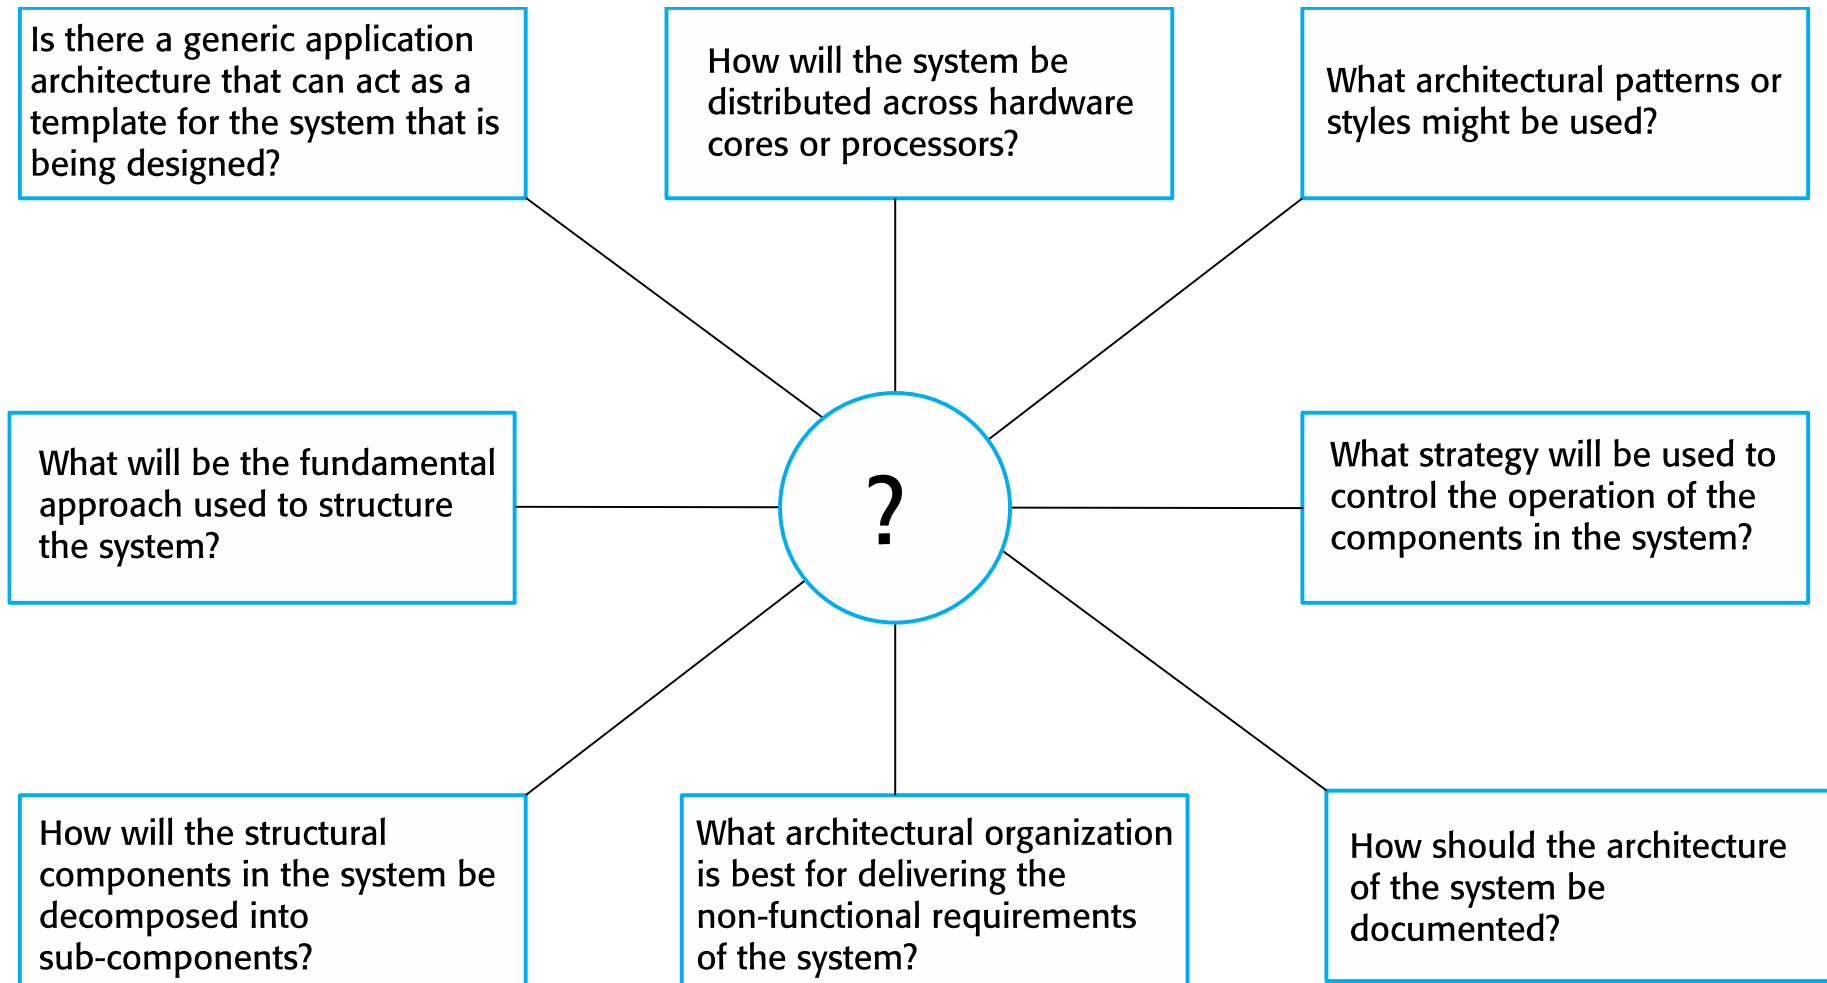 Is there a generic application
architecture that can act as a
template for the system that is
being designed?
How will the system be
distributed across hardware
cores or processors?
What architectural patterns or
styles might be used?
What will be the fundamental
approach used to structure
the system?
?
What strategy will be used to
control the operation of the
components in the system?
How will the structural
components in the system be
decomposed into
sub-components?
What architectural organization
is best for delivering the
non-functional requirements
of the system?
How should the architecture
of the system be
documented?